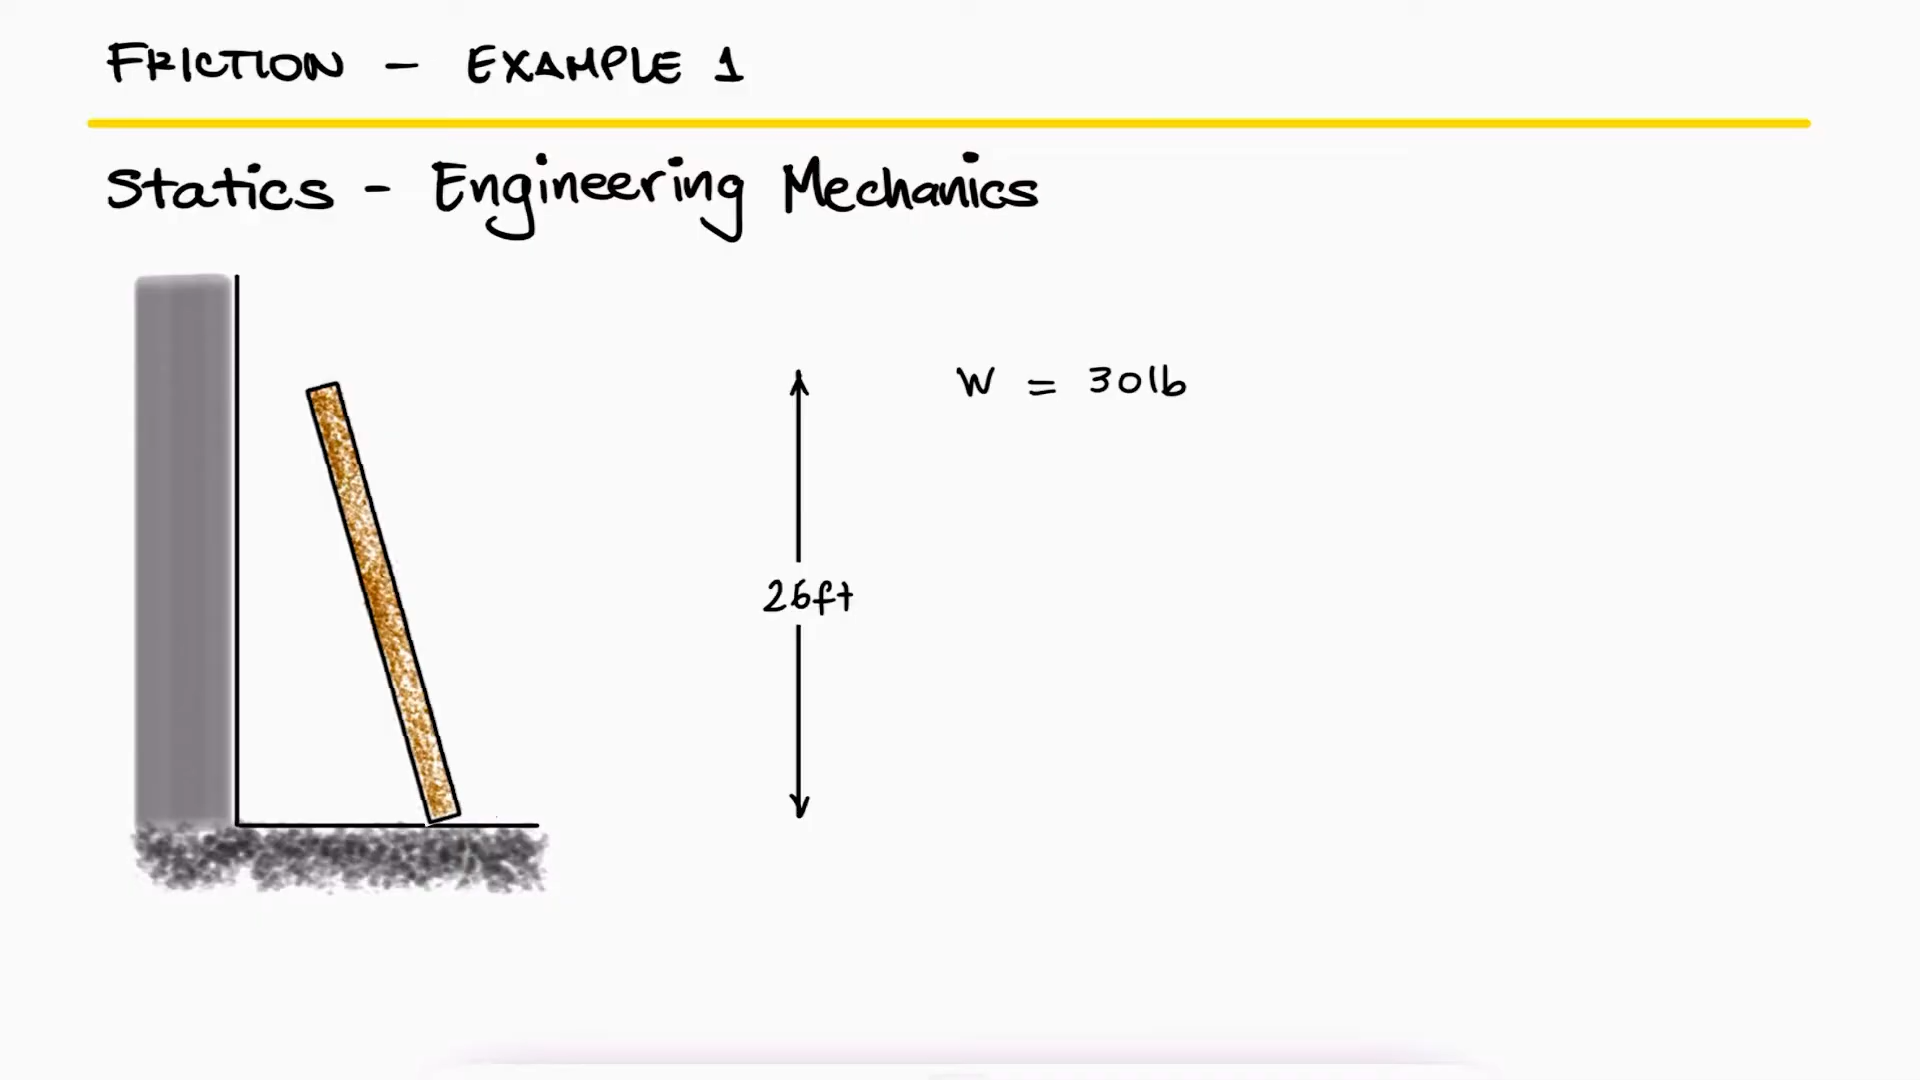 FRICTION - EXAMPLE 1
Statics - Engineering Mechanics
W = 30lb
26ft